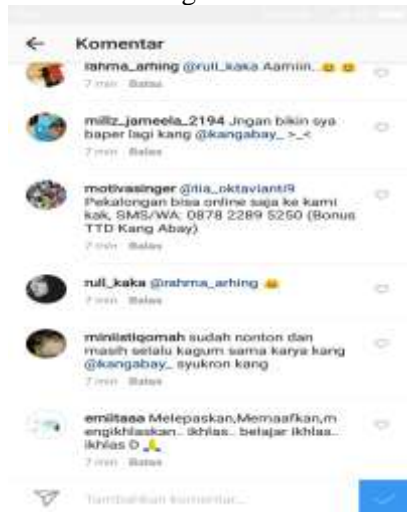 Komentar
rahma_arhing @rull_kaka Aamiin..
7 min Balas
millz_jameela_2194 Jngan bikin sya
baper lagi kang @kangabay_ >_<
7 min Balas
motivasinger @tia_oktavianti9
Pekalongan bisa online saja ke kami
kak, SMS/WA: 0878 2289 5250 (Bonus
TTD Kang Abay)
7 min Balas
rull_kaka @rahma_arhing
7 min Balas
miniistiqomah sudah nonton dan
masih selalu kagum sama karya kang
@kangabay_ syukron kang
7 min Balas
emiitaaa Melepaskan,Memaafkan,m
engikhlaskan.. ikhlas.. belajar ikhlas..
ikhlas D
7 min Balas
Tambahkan komentar...